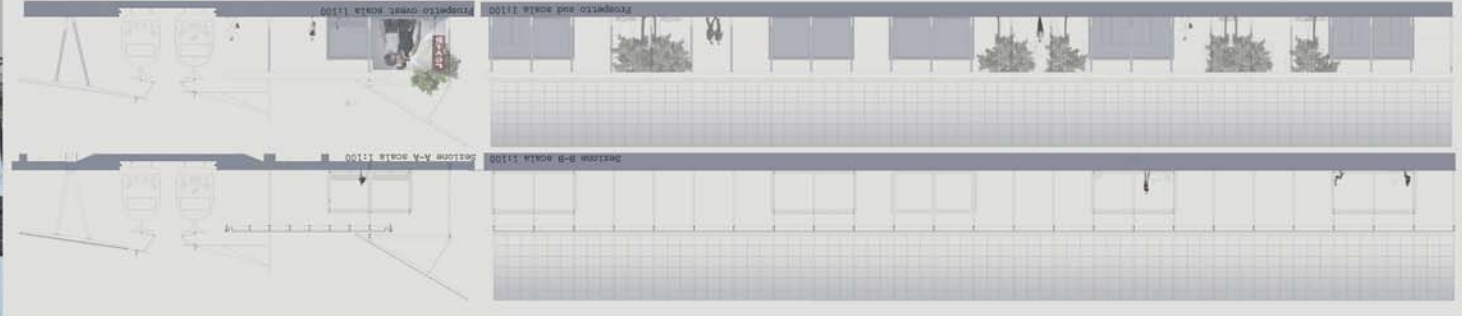 Prospetto ovest scala 1:100
Prospetto sud scala 1:100
Sezione A-A scala 1:100
Sezione B-B scala 1:100